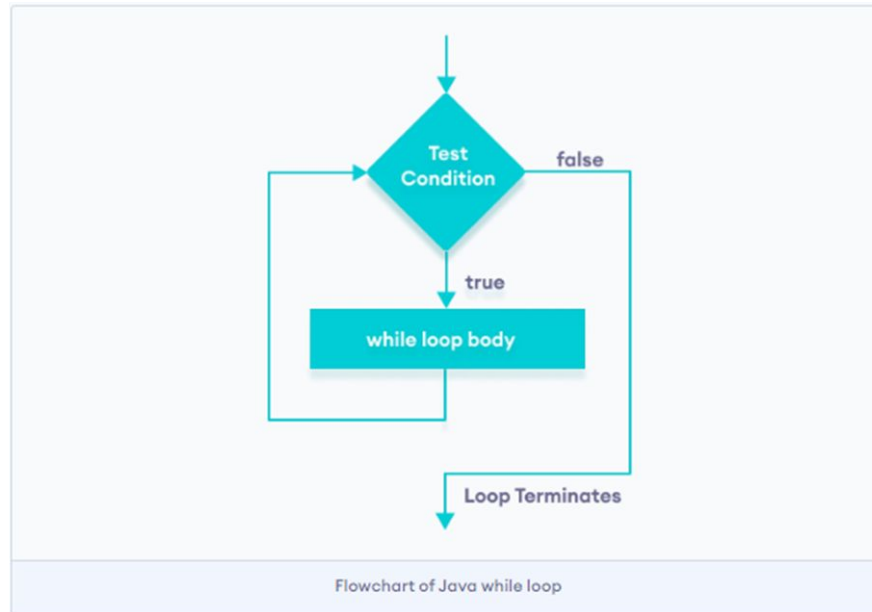 Test
Condition
false
true
while loop body
Loop Terminates
Flowchart of Java while loop